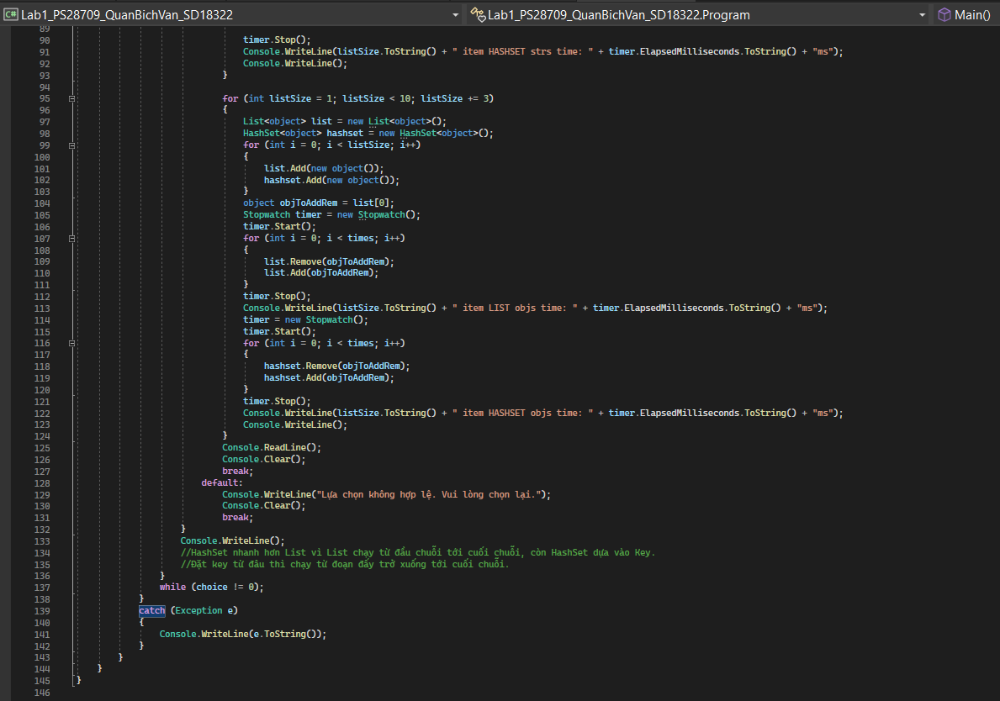 C# Lab1_PS28709_QuanBichVan_SD18322 Lab1_PS28709_QuanBichVan_SD18322.Program Main()
89
90 timer.Stop();
91 Console.WriteLine(listSize.ToString() + " item HASHSET strs time: " + timer.ElapsedMilliseconds.ToString() + "ms");
92 Console.WriteLine();
93 }
94
95 for (int listSize = 1; listSize < 10; listSize += 3)
96 {
97 List<object> list = new List<object>();
98 HashSet<object> hashset = new HashSet<object>();
99 for (int i = 0; i < listSize; i++)
100 {
101 list.Add(new object());
102 hashset.Add(new object());
103 }
104 object objToAddRem = list[0];
105 Stopwatch timer = new Stopwatch();
106 timer.Start();
107 for (int i = 0; i < times; i++)
108 {
109 list.Remove(objToAddRem);
110 list.Add(objToAddRem);
111 }
112 timer.Stop();
113 Console.WriteLine(listSize.ToString() + " item LIST objs time: " + timer.ElapsedMilliseconds.ToString() + "ms");
114 timer = new Stopwatch();
115 timer.Start();
116 for (int i = 0; i < times; i++)
117 {
118 hashset.Remove(objToAddRem);
119 hashset.Add(objToAddRem);
120 }
121 timer.Stop();
122 Console.WriteLine(listSize.ToString() + " item HASHSET objs time: " + timer.ElapsedMilliseconds.ToString() + "ms");
123 Console.WriteLine();
124 }
125 Console.ReadLine();
126 Console.Clear();
127 break;
128 default:
129 Console.WriteLine("Lựa chọn không hợp lệ. Vui lòng chọn lại.");
130 Console.Clear();
131 break;
132 }
133 Console.WriteLine();
134 //HashSet nhanh hơn List vì List chạy từ đầu chuỗi tới cuối chuỗi, còn HashSet dựa vào Key.
135 //Đặt key từ đâu thì chạy từ đoạn đấy trở xuống tới cuối chuỗi.
136 }
137 while (choice != 0);
138 }
139 catch (Exception e)
140 {
141 Console.WriteLine(e.ToString());
142 }
143 }
144 }
145 }
146